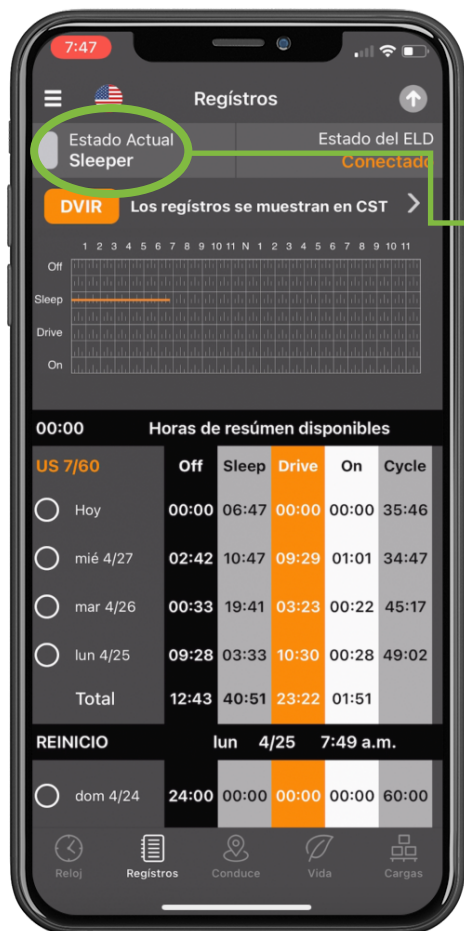 7:47
Regístros
Estado Actual
Sleeper
Estado del ELD
Conectado
DVIR Los regístros se muestran en CST
1 2 3 4 5 6 7 8 9 10 11 N 1 2 3 4 5 6 7 8 9 10 11
Off
Sleep
Drive
On
00:00 Horas de resúmen disponibles
US 7/60 Off Sleep Drive On Cycle
Hoy 00:00 06:47 00:00 00:00 35:46
mié 4/27 02:42 10:47 09:29 01:01 34:47
mar 4/26 00:33 19:41 03:23 00:22 45:17
lun 4/25 09:28 03:33 10:30 00:28 49:02
Total 12:43 40:51 23:22 01:51
REINICIO lun 4/25 7:49 a.m.
dom 4/24 24:00 00:00 00:00 00:00 60:00
Reloj Regístros Conduce Vida Cargas